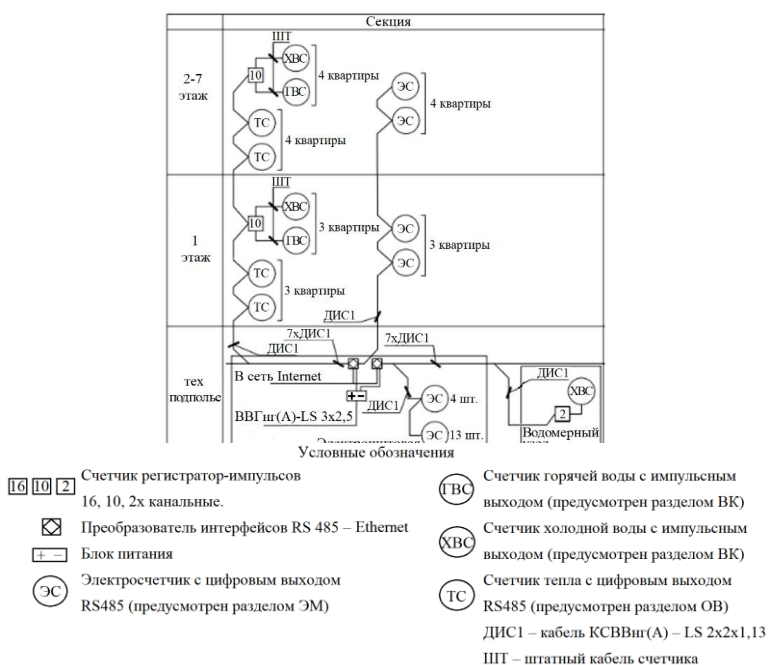 Секция
2-7
этаж
ШТ
10
ХВС
ГВС
4 квартиры
ТС
ТС
4 квартиры
ЭС
ЭС
4 квартиры
1
этаж
ШТ
10
ХВС
ГВС
3 квартиры
ТС
ТС
3 квартиры
ЭС
ЭС
3 квартиры
ДИС1
тех
подполье
ДИС1
7хДИС1
7хДИС1
В сеть Internet
+ −
ВВГнг(А)-LS 3х2,5
ДИС1
ЭС 4 шт.
ЭС 13 шт.
Электрощитовая
ДИС1
ХВС
2
Водомерный
узел
Условные обозначения
16 10 2
Счетчик регистратор-импульсов
16, 10, 2х канальные.
Преобразователь интерфейсов RS 485 – Ethernet
+ − Блок питания
ЭС
Электросчетчик с цифровым выходом
RS485 (предусмотрен разделом ЭМ)
ГВС
Счетчик горячей воды с импульсным
выходом (предусмотрен разделом ВК)
ХВС
Счетчик холодной воды с импульсным
выходом (предусмотрен разделом ВК)
ТС
Счетчик тепла с цифровым выходом
RS485 (предусмотрен разделом ОВ)
ДИС1 – кабель КСВВнг(А) – LS 2х2х1,13
ШТ – штатный кабель счетчика